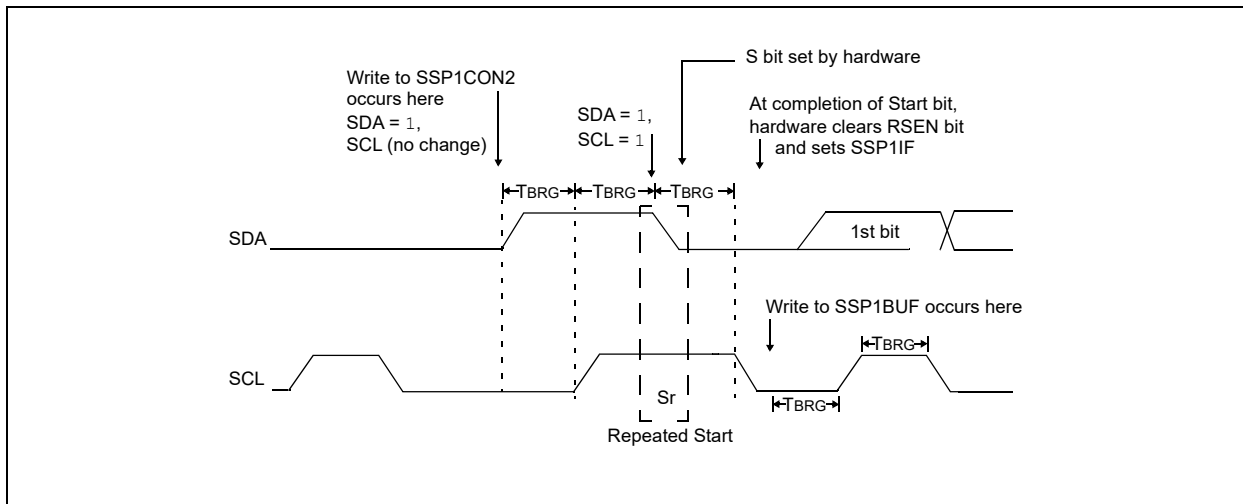 S bit set by hardware
Write to SSP1CON2
occurs here
SDA = 1,
SCL (no change)
SDA = 1,
SCL = 1
At completion of Start bit,
hardware clears RSEN bit
and sets SSP1IF
TBRG
TBRG
TBRG
SDA
1st bit
Write to SSP1BUF occurs here
TBRG
SCL
Sr
TBRG
Repeated Start